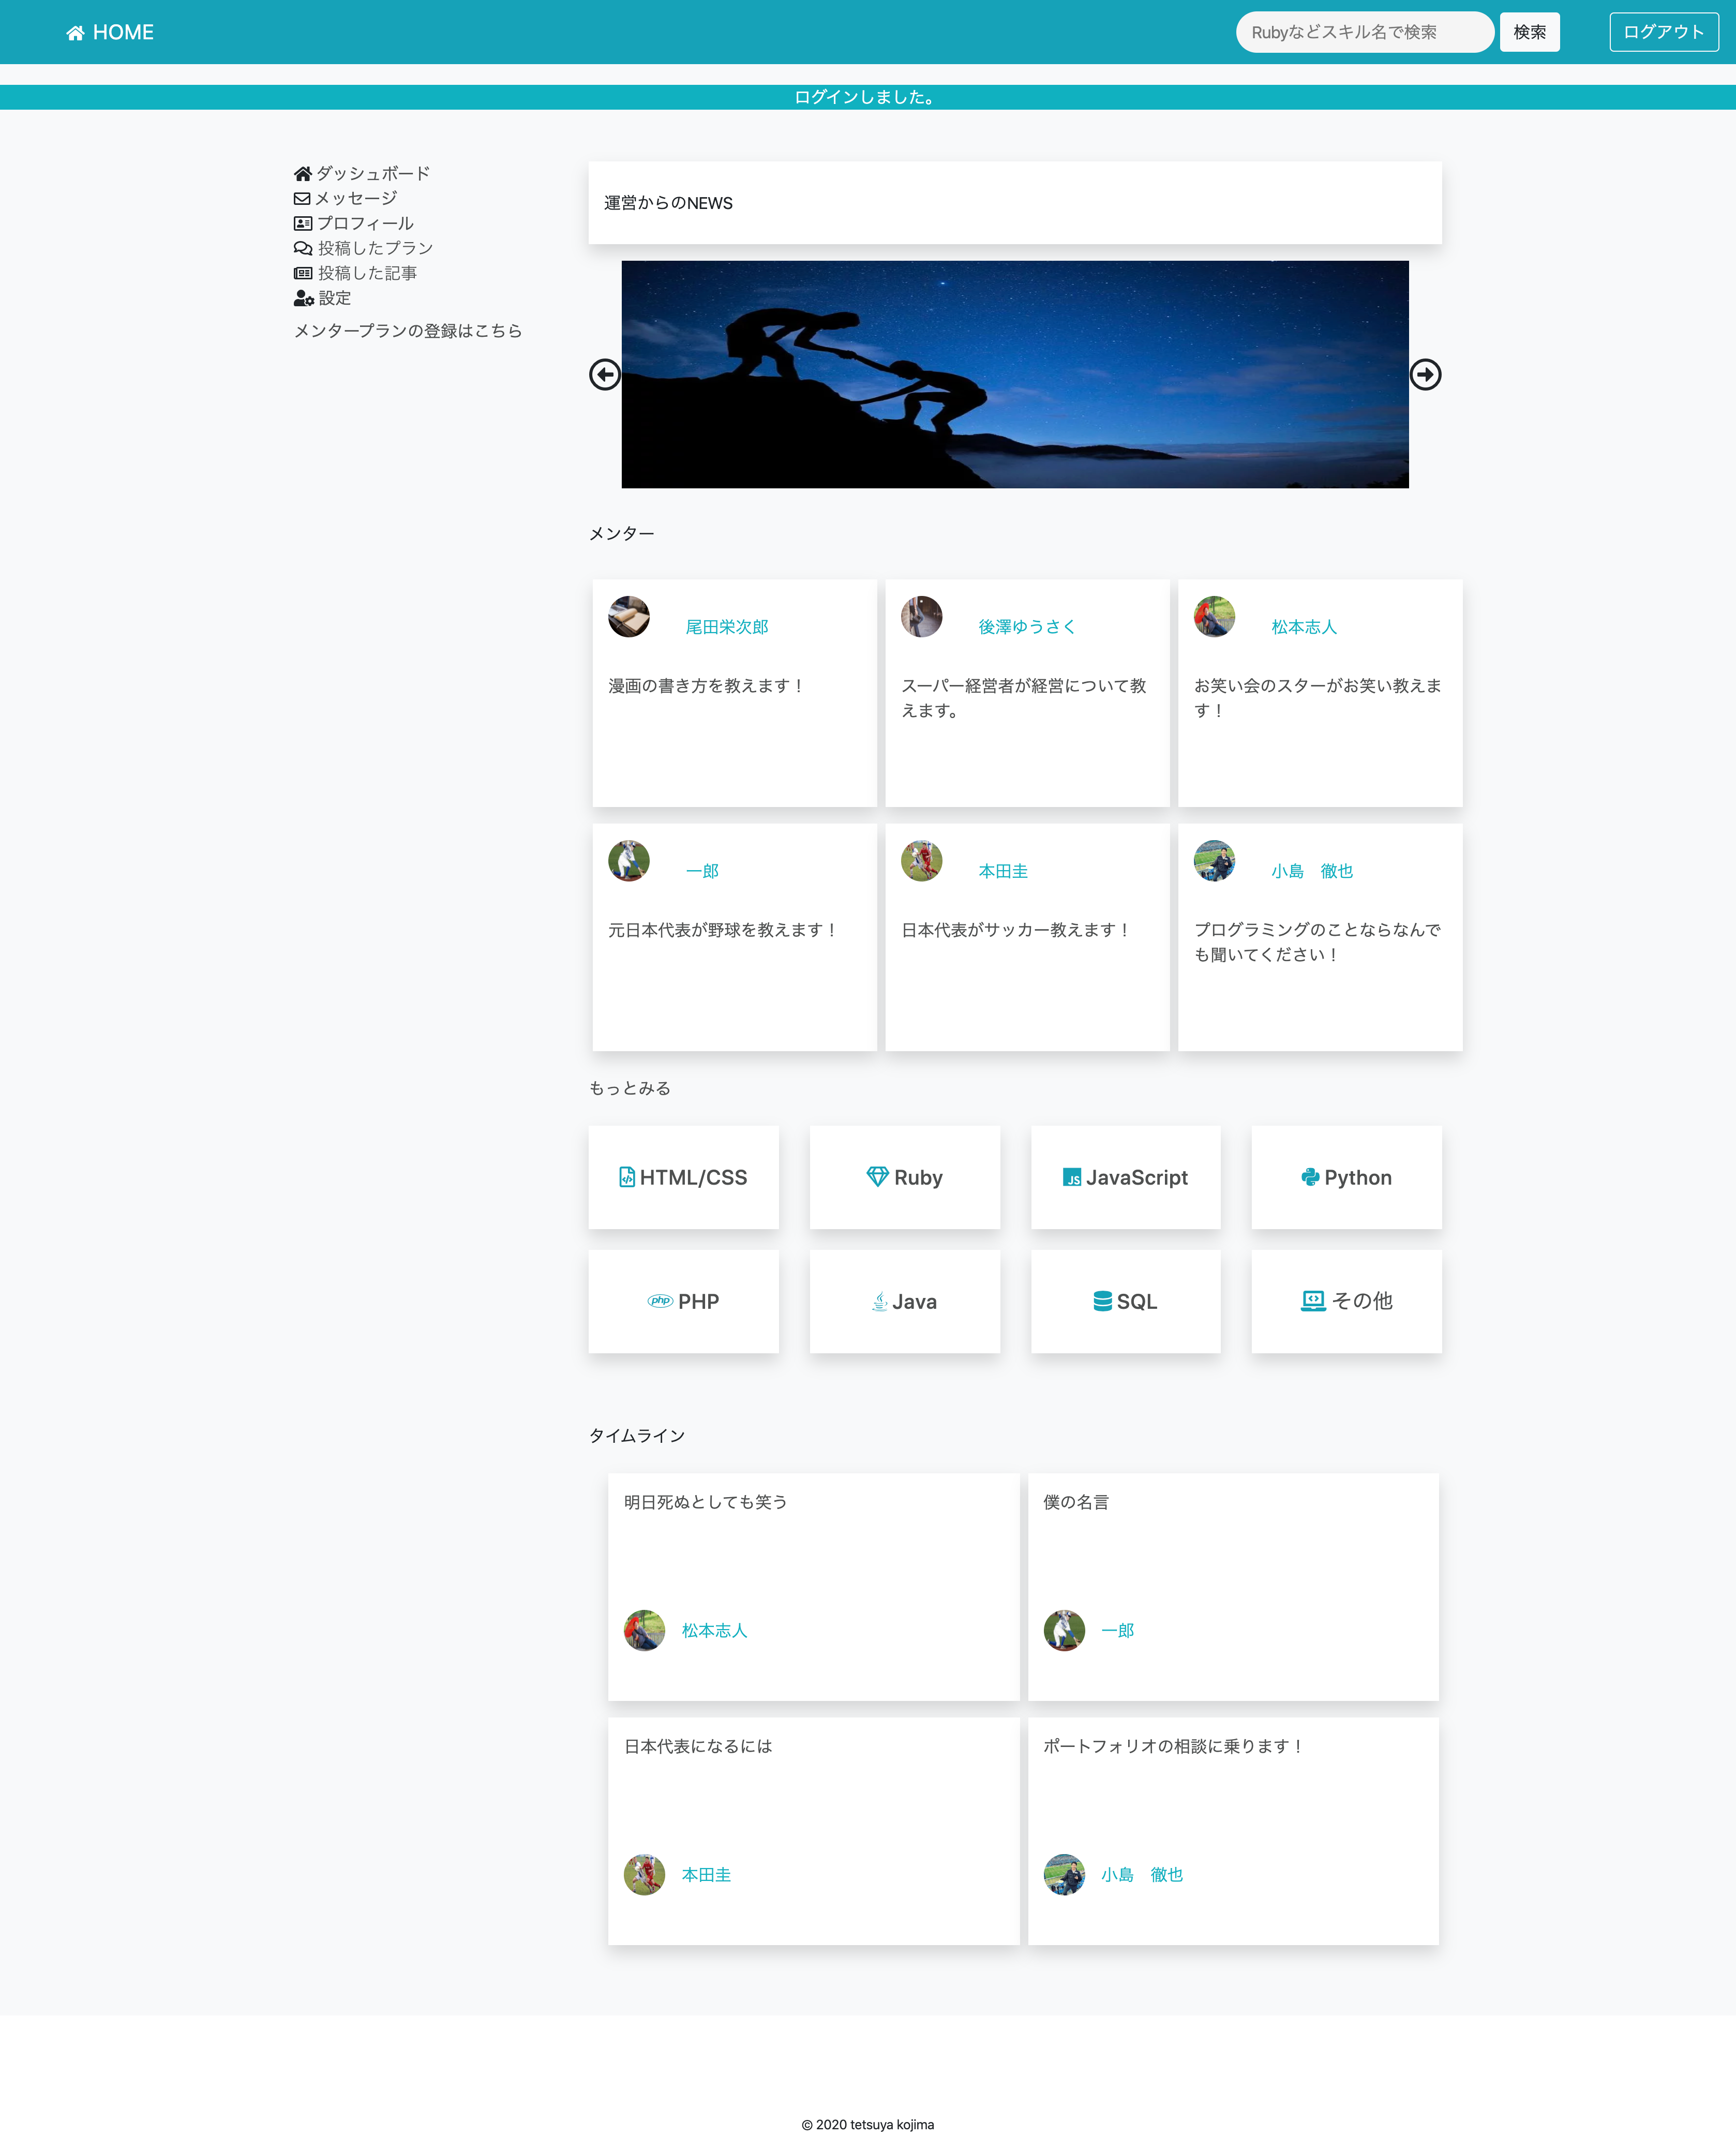 HOME
Rubyなどスキル名で検索
検索
ログアウト
ログインしました。
ダッシュボード
メッセージ
プロフィール
投稿したプラン
投稿した記事
設定
メンタープランの登録はこちら
運営からのNEWS
メンター
尾田栄次郎
漫画の書き方を教えます！
後澤ゆうさく
スーパー経営者が経営について教
えます。
松本志人
お笑い会のスターがお笑い教えま
す！
一郎
元日本代表が野球を教えます！
本田圭
日本代表がサッカー教えます！
小島　徹也
プログラミングのことならなんで
も聞いてください！
もっとみる
HTML/CSS
Ruby
JS JavaScript
Python
php PHP
Java
SQL
その他
タイムライン
明日死ぬとしても笑う
松本志人
僕の名言
一郎
日本代表になるには
本田圭
ポートフォリオの相談に乗ります！
小島　徹也
© 2020 tetsuya kojima